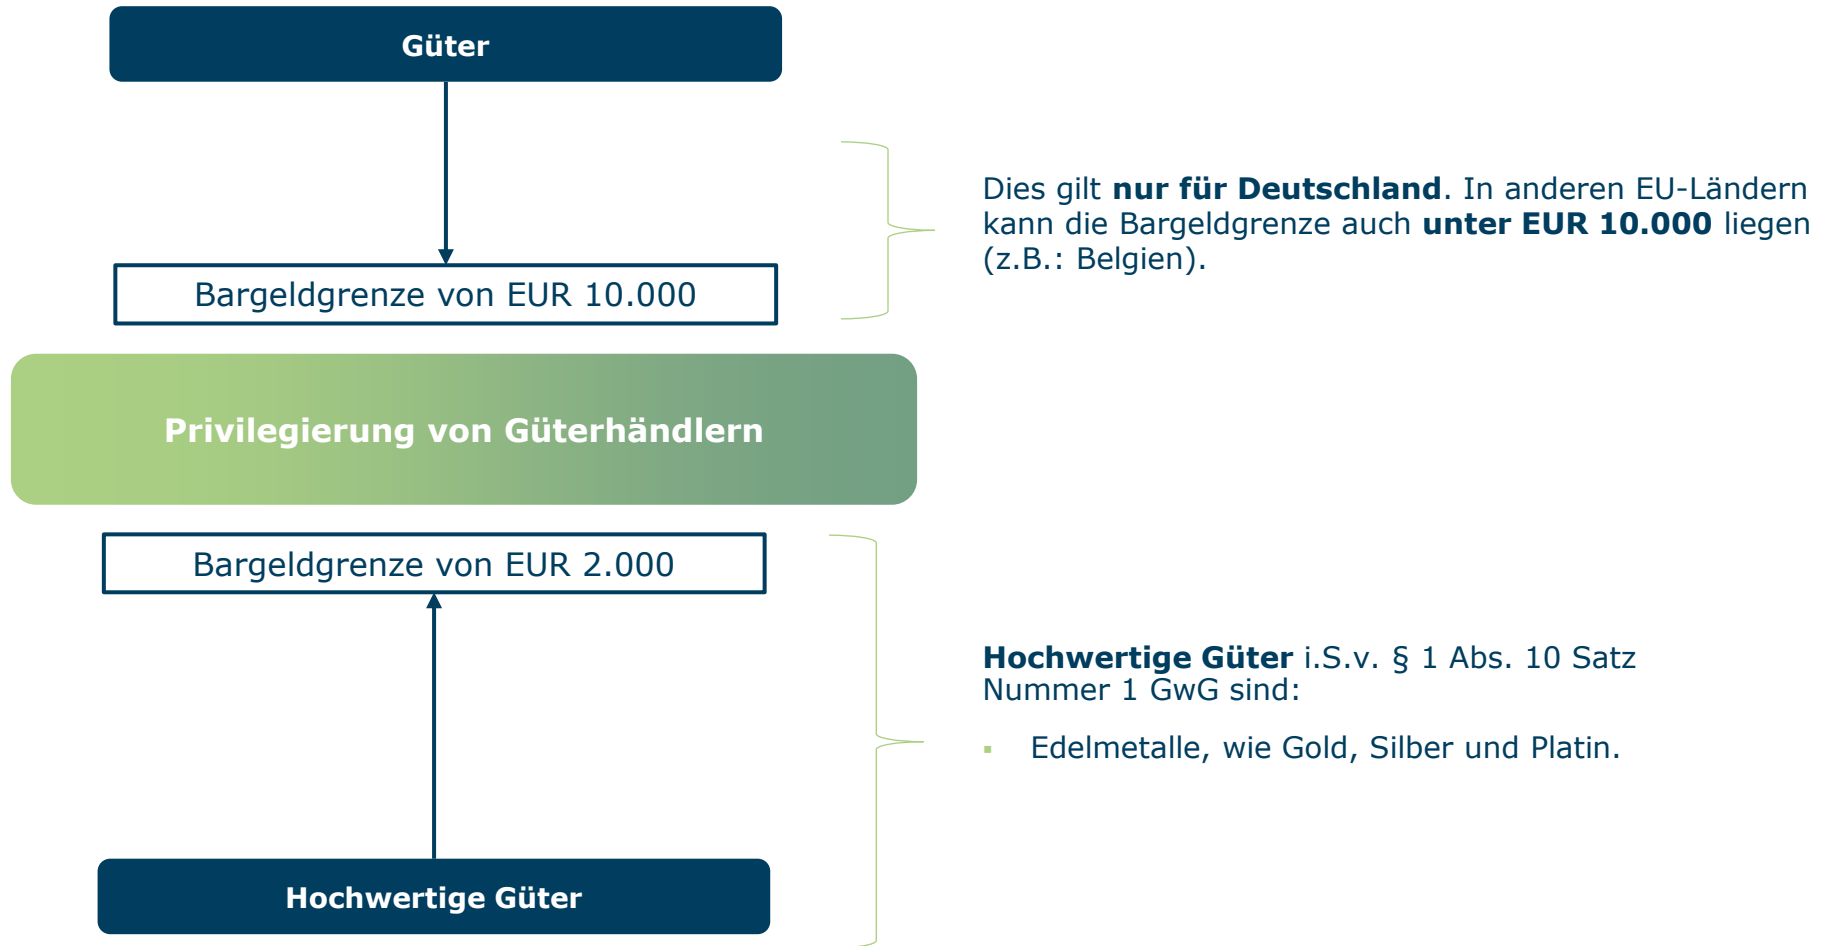 Güter
Dies gilt nur für Deutschland. In anderen EU-Ländern
kann die Bargeldgrenze auch unter EUR 10.000 liegen
(z.B.: Belgien).
Bargeldgrenze von EUR 10.000
Privilegierung von Güterhändlern
Bargeldgrenze von EUR 2.000
Hochwertige Güter i.S.v. § 1 Abs. 10 Satz
Nummer 1 GwG sind:
▪ Edelmetalle, wie Gold, Silber und Platin.
Hochwertige Güter